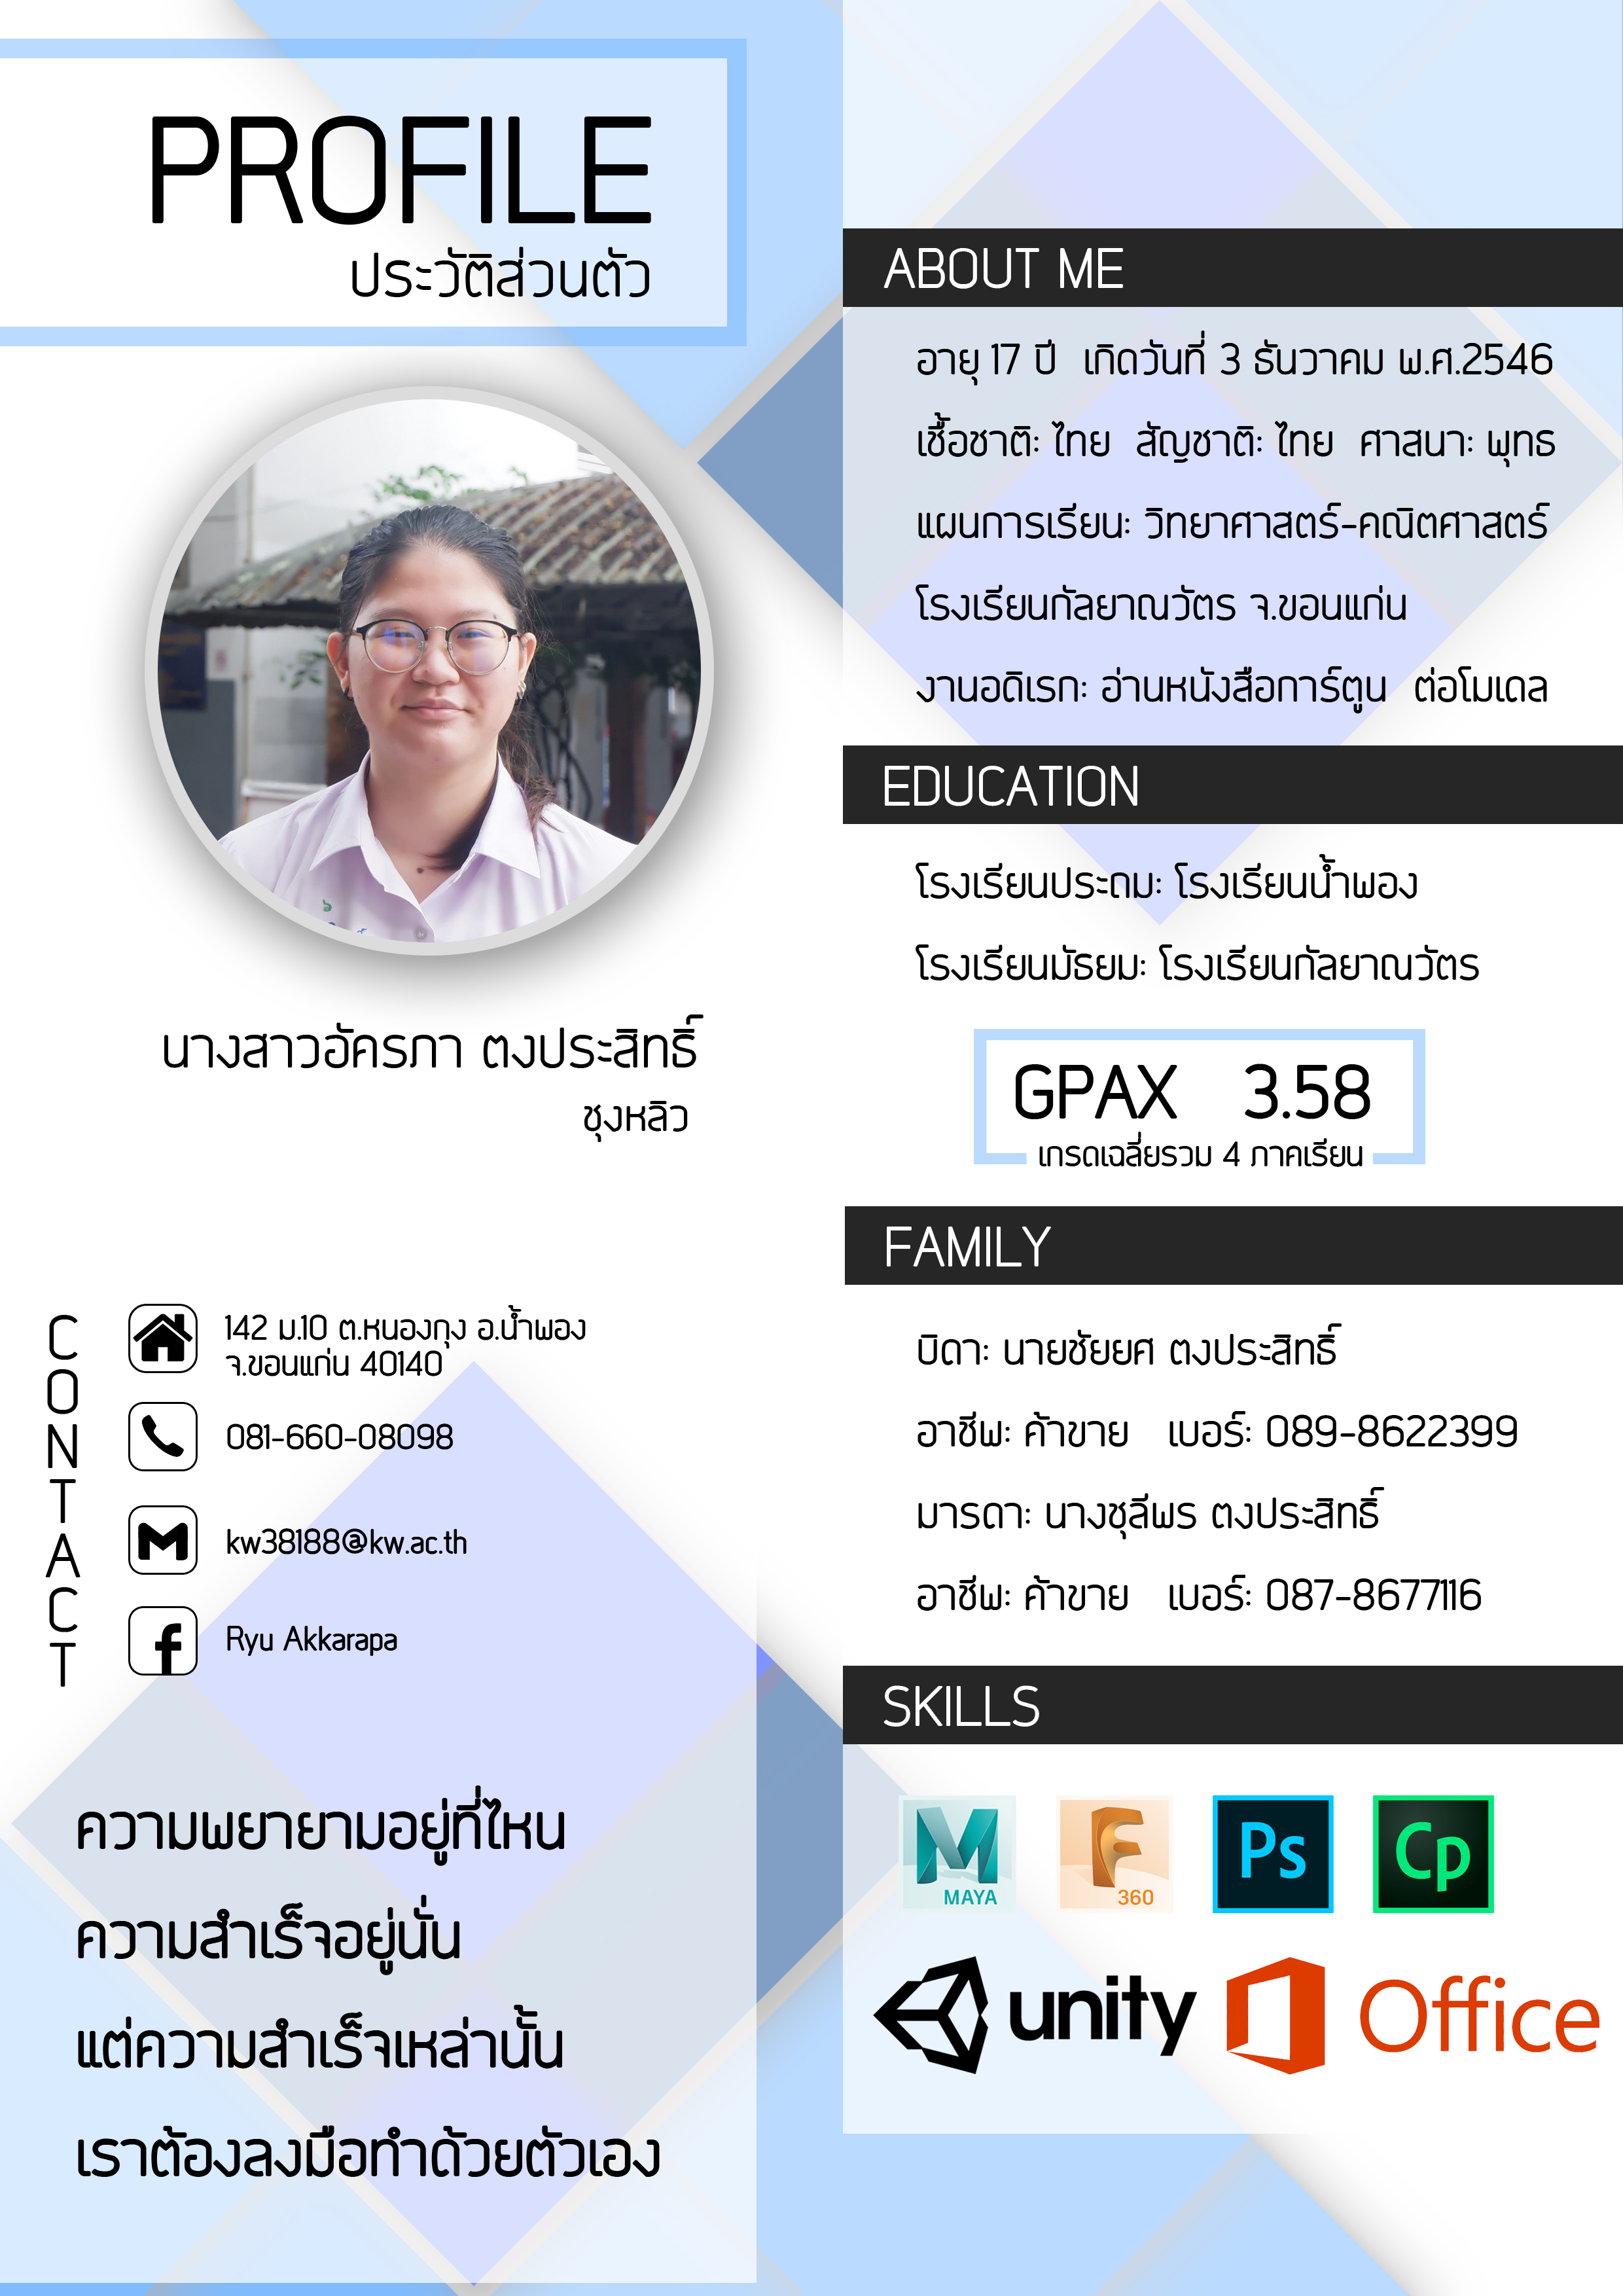 PROFILE
ประวัติส่วนตัว
นางสาวอัครภา ตงประสิทธิ์
ชุงหลิว
CONTACT
142 ม.10 ต.หนองกุง อ.น้ำพอง
จ.ขอนแก่น 40140
081-660-08098
kw38188@kw.ac.th
Ryu Akkarapa
ความพยายามอยู่ที่ไหน
ความสำเร็จอยู่นั่น
แต่ความสำเร็จเหล่านั้น
เราต้องลงมือทำด้วยตัวเอง
ABOUT ME
อายุ 17 ปี เกิดวันที่ 3 ธันวาคม พ.ศ.2546
เชื้อชาติ: ไทย สัญชาติ: ไทย ศาสนา: พุทธ
แผนการเรียน: วิทยาศาสตร์-คณิตศาสตร์
โรงเรียนกัลยาณวัตร จ.ขอนแก่น
งานอดิเรก: อ่านหนังสือการ์ตูน ต่อโมเดล
EDUCATION
โรงเรียนประถม: โรงเรียนน้ำพอง
โรงเรียนมัธยม: โรงเรียนกัลยาณวัตร
GPAX 3.58
เกรดเฉลี่ยรวม 4 ภาคเรียน
FAMILY
บิดา: นายชัยยศ ตงประสิทธิ์
อาชีพ: ค้าขาย เบอร์: 089-8622399
มารดา: นางชุลีพร ตงประสิทธิ์
อาชีพ: ค้าขาย เบอร์: 087-8677116
SKILLS
MAYA
360
Ps
Cp
unity
Office